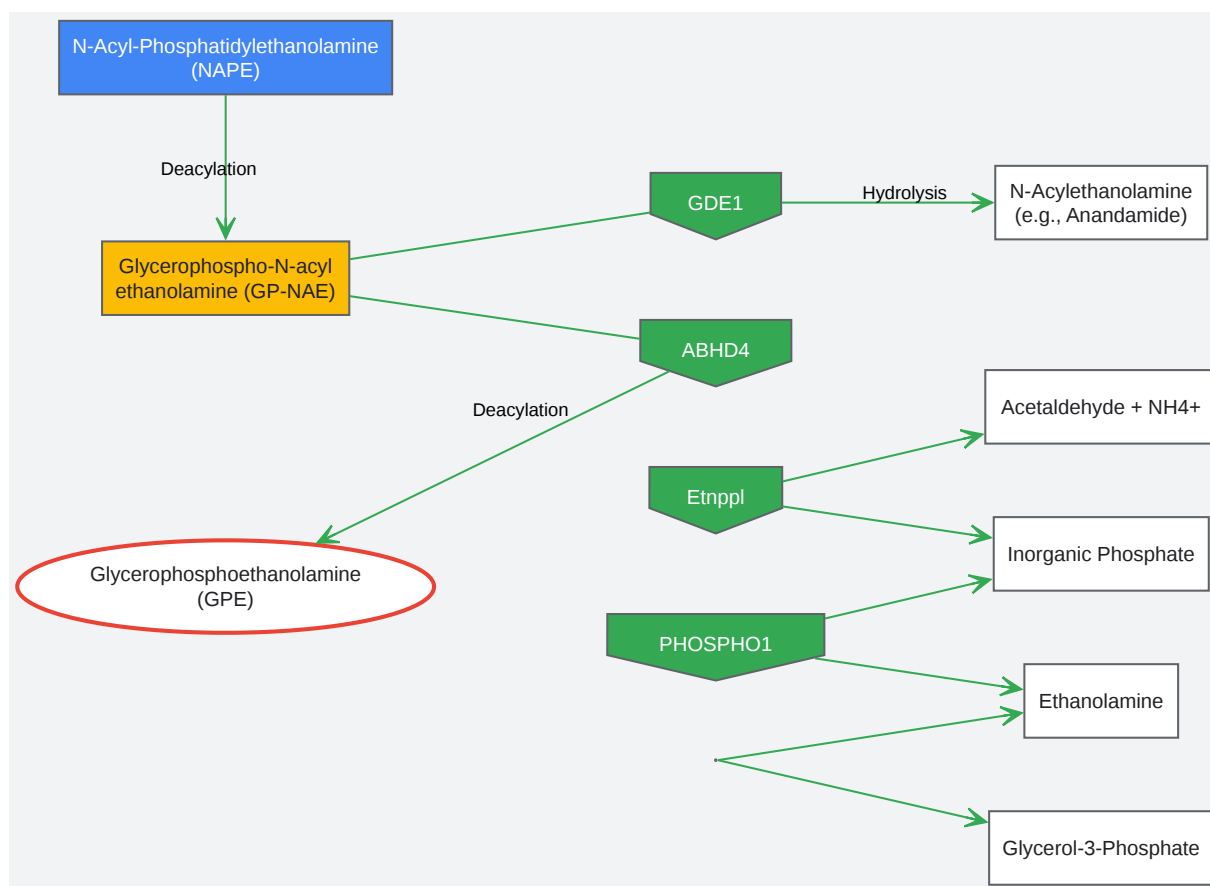 N-Acyl-Phosphatidylethanolamine
(NAPE)
Deacylation
GDE1
Hydrolysis
N-Acylethanolamine
(e.g., Anandamide)
Glycerophospho-N-acyl
ethanolamine (GP-NAE)
ABHD4
Deacylation
Acetaldehyde + NH4+
Etnppl
Inorganic Phosphate
Glycerophosphoethanolamine
(GPE)
PHOSPHO1
Ethanolamine
Glycerol-3-Phosphate